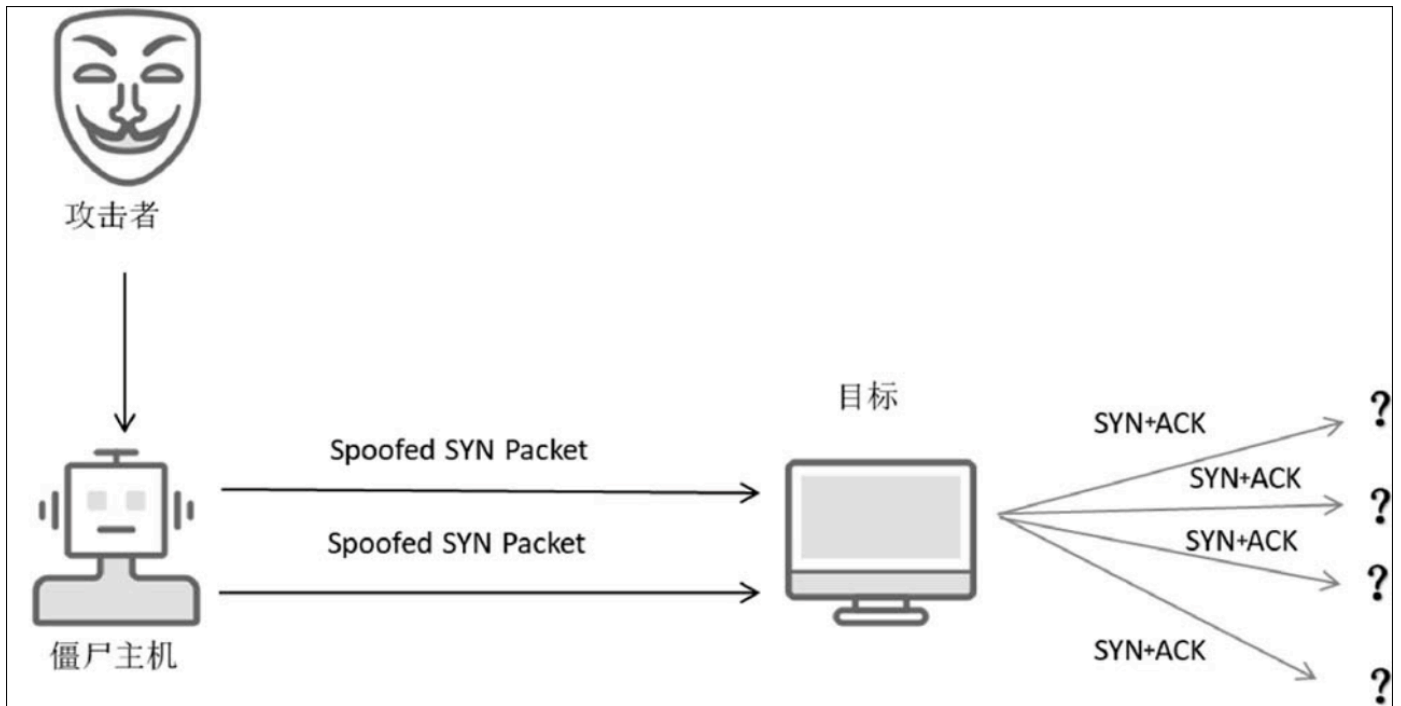 攻击者
目标
SYN+ACK
?
Spoofed SYN Packet
SYN+ACK
?
Spoofed SYN Packet
SYN+ACK
?
僵尸主机
SYN+ACK
?